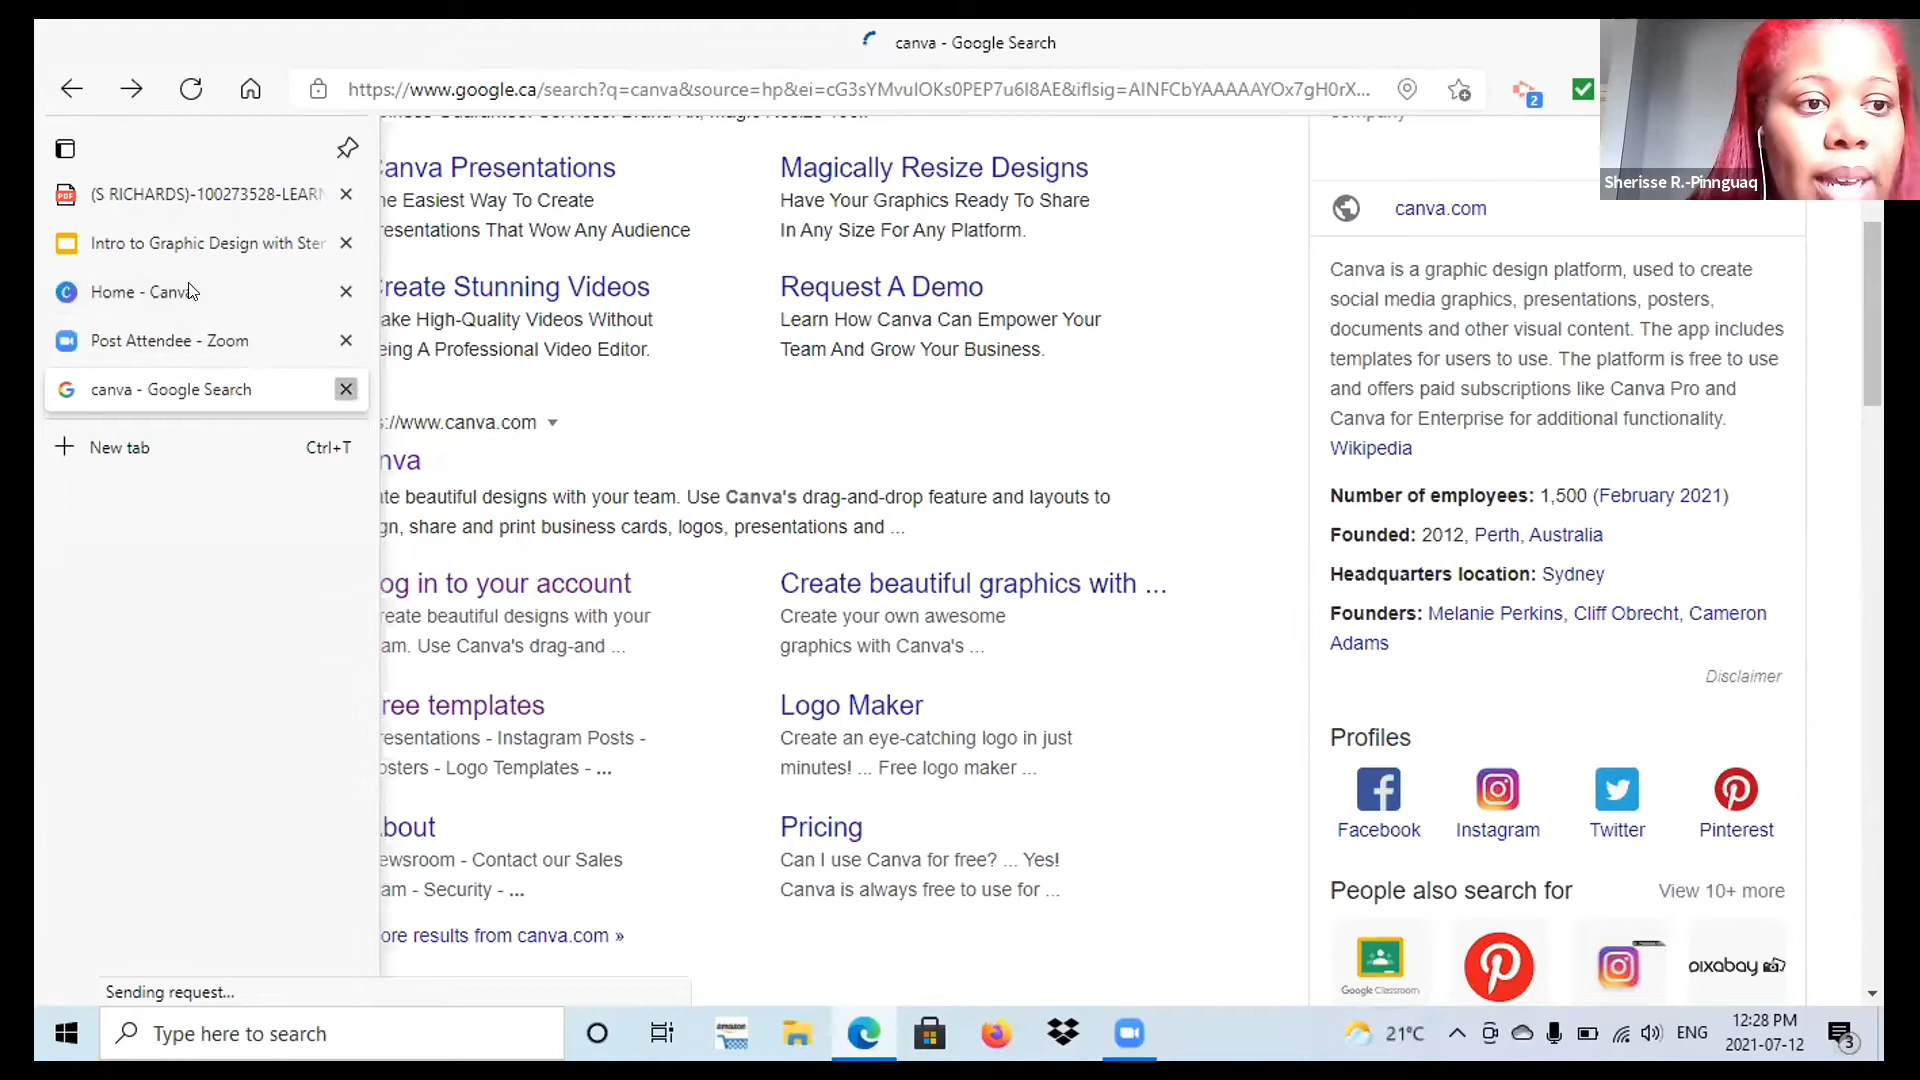 canva - Google Search
https://www.google.ca/search?q=canva&source=hp&ei=cG3sYMvuIOKs0PEP7u6I8AE&iflsig=AINFCbYAAAAAYOx7gH0rX...
2
Sherisse R.-Pinnguaq
(S RICHARDS)-100273528-LEARN
Intro to Graphic Design with Ster
Home - Canva
Post Attendee - Zoom
canva - Google Search
New tab Ctrl+T
anva Presentations
he Easiest Way To Create
resentations That Wow Any Audience
Magically Resize Designs
Have Your Graphics Ready To Share
In Any Size For Any Platform.
reate Stunning Videos
ake High-Quality Videos Without
eing A Professional Video Editor.
Request A Demo
Learn How Canva Can Empower Your
Team And Grow Your Business.
://www.canva.com
nva
te beautiful designs with your team. Use Canva's drag-and-drop feature and layouts to
gn, share and print business cards, logos, presentations and ...
og in to your account
reate beautiful designs with your
am. Use Canva's drag-and ...
Create beautiful graphics with ...
Create your own awesome
graphics with Canva's ...
ree templates
resentations - Instagram Posts -
osters - Logo Templates - ...
Logo Maker
Create an eye-catching logo in just
minutes! ... Free logo maker ...
bout
ewsroom - Contact our Sales
am - Security - ...
Pricing
Can I use Canva for free? ... Yes!
Canva is always free to use for ...
ore results from canva.com »
company
canva.com
Canva is a graphic design platform, used to create
social media graphics, presentations, posters,
documents and other visual content. The app includes
templates for users to use. The platform is free to use
and offers paid subscriptions like Canva Pro and
Canva for Enterprise for additional functionality.
Wikipedia
Number of employees: 1,500 (February 2021)
Founded: 2012, Perth, Australia
Headquarters location: Sydney
Founders: Melanie Perkins, Cliff Obrecht, Cameron
Adams
Disclaimer
Profiles
Facebook Instagram Twitter Pinterest
People also search for View 10+ more
Google Classroom
pixabay
Sending request...
Type here to search
amazon
21°C
ENG
12:28 PM
2021-07-12
3